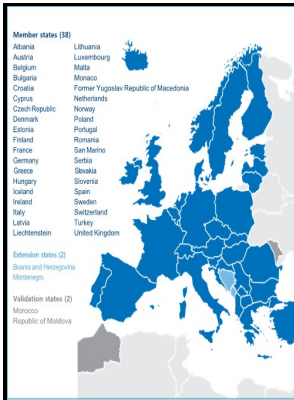 Member states (38)
Albania
Austria
Belgium
Bulgaria
Croatia
Cyprus
Czech Republic
Denmark
Estonia
Finland
France
Germany
Greece
Hungary
Iceland
Ireland
Italy
Latvia
Liechtenstein
Lithuania
Luxembourg
Malta
Monaco
Former Yugoslav Republic of Macedonia
Netherlands
Norway
Poland
Portugal
Romania
San Marino
Serbia
Slovakia
Slovenia
Spain
Sweden
Switzerland
Turkey
United Kingdom
Extension states (2)
Bosnia and Herzegovina
Montenegro
Validation states (2)
Morocco
Republic of Moldova